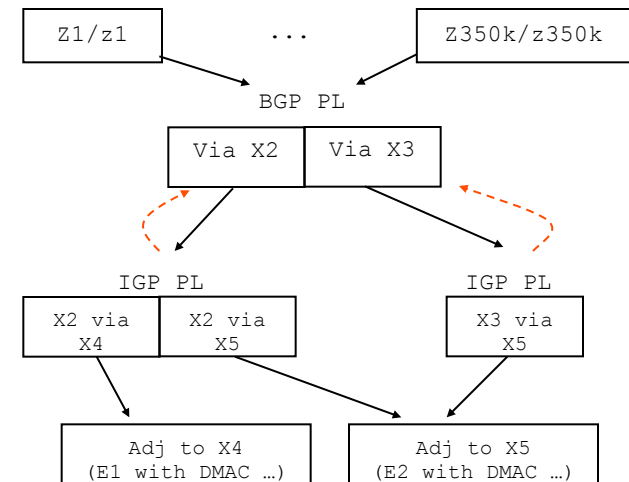 Z1/z1
...
Z350k/z350k
BGP PL
Via X2
Via X3
IGP PL
IGP PL
X2 via
X4
X2 via
X5
X3 via
X5
Adj to X4
(E1 with DMAC …)
Adj to X5
(E2 with DMAC …)